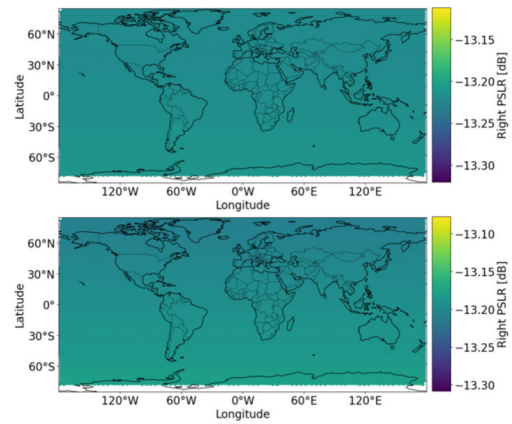 60°N
30°N
0°
30°S
60°S
Latitude
120°W 60°W 0°W 60°E 120°E
Longitude
−13.15
−13.20
−13.25
−13.30
Right PSLR [dB]
60°N
30°N
0°
30°S
60°S
Latitude
120°W 60°W 0°W 60°E 120°E
Longitude
−13.10
−13.15
−13.20
−13.25
−13.30
Right PSLR [dB]